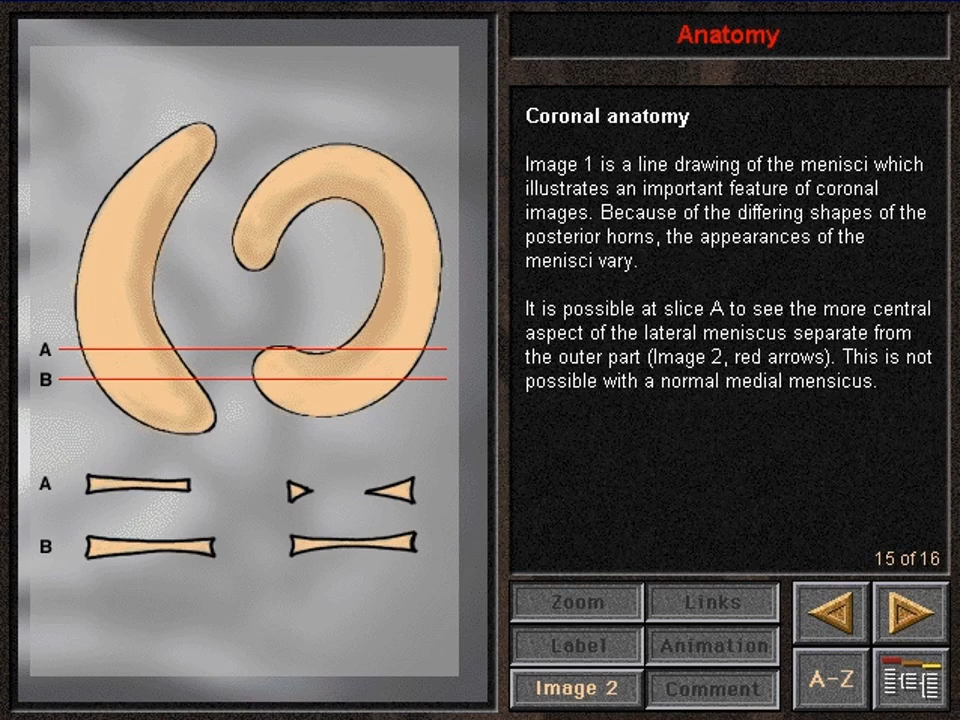 Anatomy
Coronal anatomy
Image 1 is a line drawing of the menisci which
illustrates an important feature of coronal
images. Because of the differing shapes of the
posterior horns, the appearances of the
menisci vary.
It is possible at slice A to see the more central
aspect of the lateral meniscus separate from
the outer part (Image 2, red arrows). This is not
possible with a normal medial mensicus.
15 of 16
A
B
A
B
Zoom
Links
Label
Animation
Image 2
Comment
A-Z